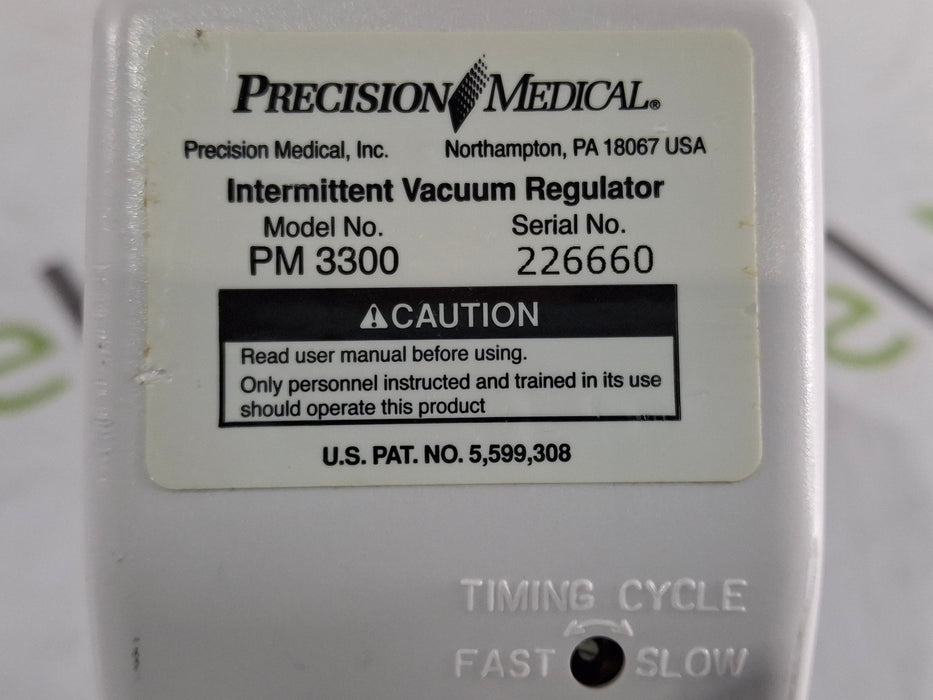 PRECISION MEDICAL®
Precision Medical, Inc. Northampton, PA 18067 USA
Intermittent Vacuum Regulator
Model No. Serial No.
PM 3300 226660
⚠CAUTION
Read user manual before using.
Only personnel instructed and trained in its use
should operate this product
U.S. PAT. NO. 5,599,308
TIMING CYCLE
FAST SLOW